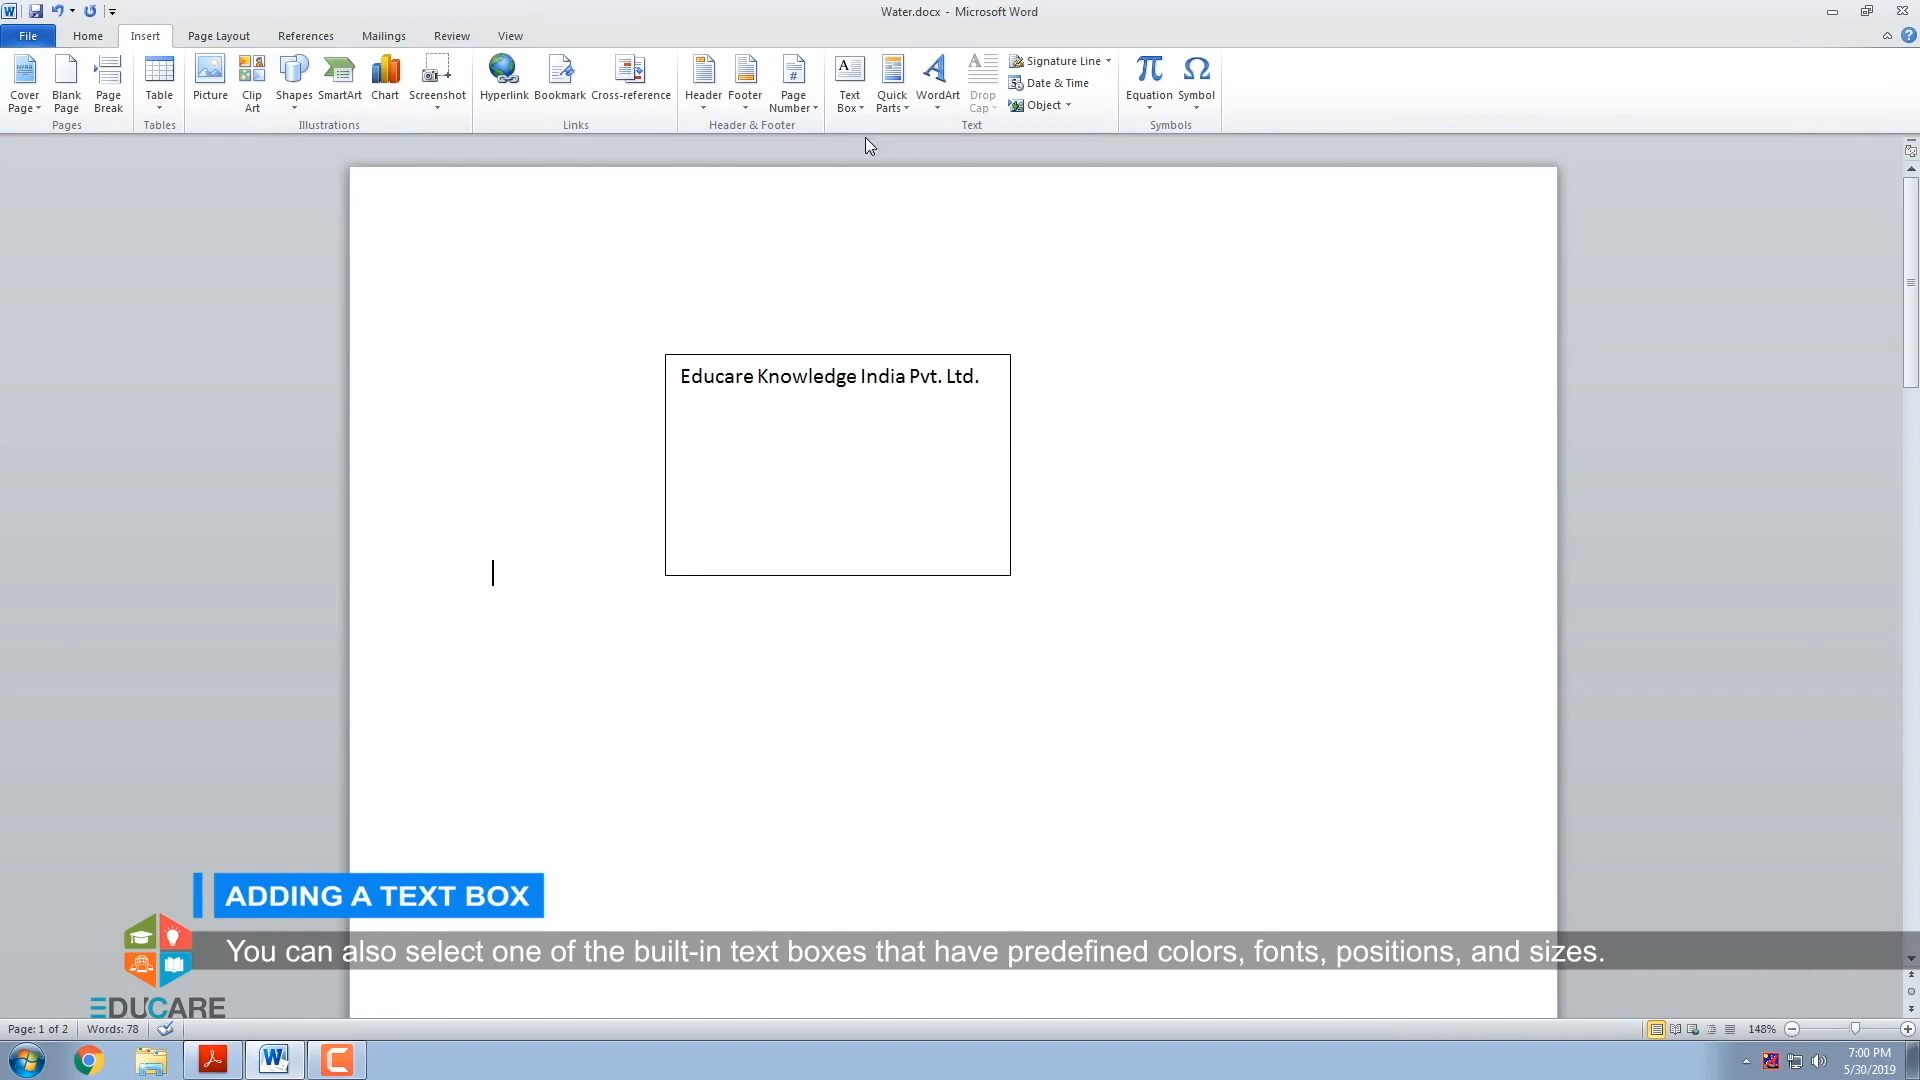 Water.docx - Microsoft Word
File Home Insert Page Layout References Mailings Review View
Cover Page
Blank Page
Page Break
Table
Picture
Clip Art
Shapes
SmartArt
Chart
Screenshot
Hyperlink
Bookmark
Cross-reference
Header
Footer
Page Number
Text Box
Quick Parts
WordArt
Drop Cap
Signature Line
Date & Time
Object
Equation
Symbol
Pages Tables Illustrations Links Header & Footer Text Symbols
Educare Knowledge India Pvt. Ltd.
ADDING A TEXT BOX
You can also select one of the built-in text boxes that have predefined colors, fonts, positions, and sizes.
EDUCARE
Page: 1 of 2 Words: 78 148%
7:00 PM
5/30/2019